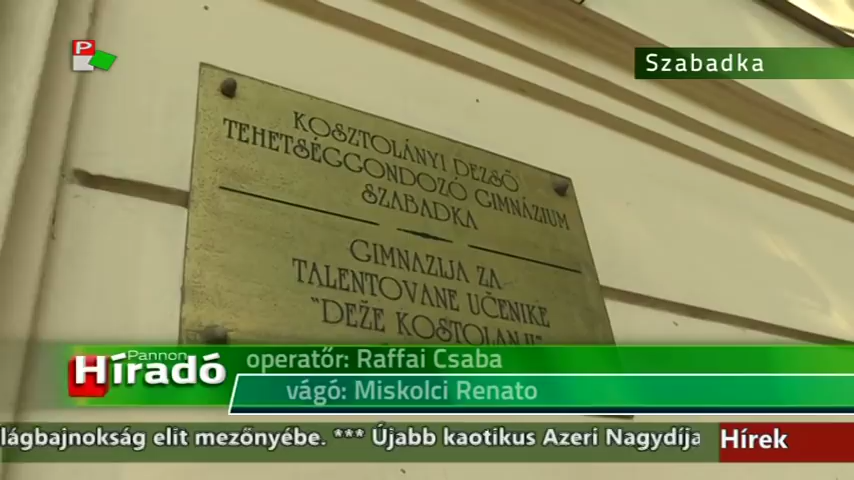 P
Szabadka
KOSZTOLÁNYI DEZSŐ
TEHETSÉGGONDOZÓ GIMNÁZIUM
SZABADKA
GIMNAZIJA ZA
TALENTOVANE UČENIKE
"DEŽE KOSTOLANJI"
Pannon
Híradó
operatőr: Raffai Csaba
vágó: Miskolci Renato
lágbajnokság elit mezőnyébe. *** Újabb kaotikus Azeri Nagydíja
Hírek